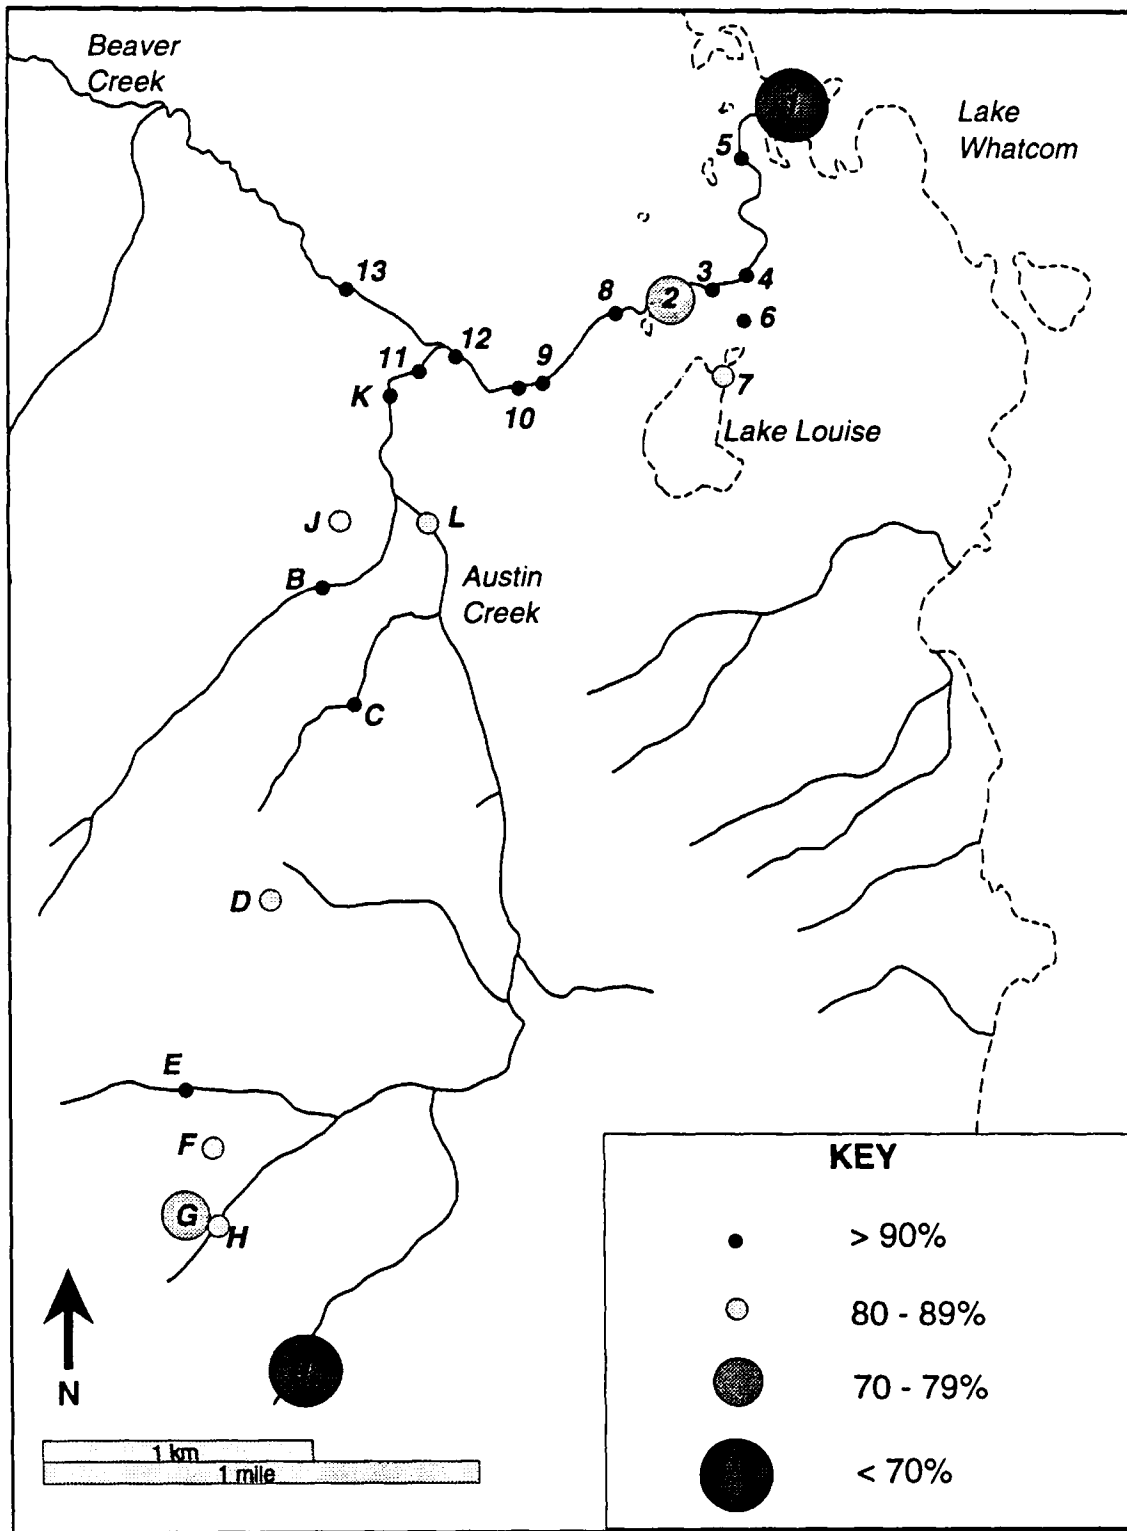 Beaver
Creek
Lake
Whatcom
1
5
13
3
4
2
8
6
12
11
9
7
K
10
Lake Louise
J
L
B
Austin
Creek
C
D
E
F
G
H
KEY
> 90%
80 - 89%
70 - 79%
< 70%
N
1 km
1 mile